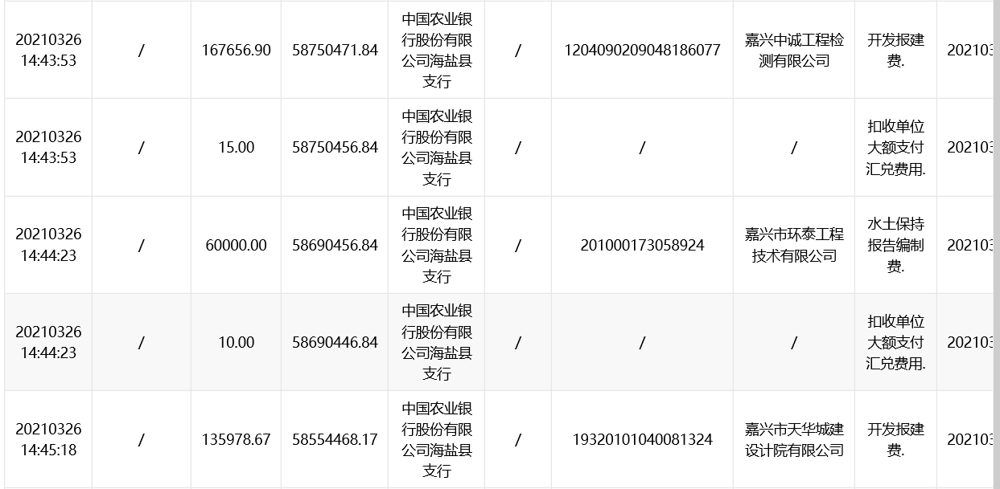 20210326 14:43:53 / 167656.90 58750471.84 中国农业银行股份有限公司海盐县支行 / 1204090209048186077 嘉兴中诚工程检测有限公司 开发报建费. 202103
20210326 14:43:53 / 15.00 58750456.84 中国农业银行股份有限公司海盐县支行 / / / 扣收单位大额支付汇兑费用. 202103
20210326 14:44:23 / 60000.00 58690456.84 中国农业银行股份有限公司海盐县支行 / 201000173058924 嘉兴市环泰工程技术有限公司 水土保持报告编制费. 202103
20210326 14:44:23 / 10.00 58690446.84 中国农业银行股份有限公司海盐县支行 / / / 扣收单位大额支付汇兑费用. 202103
20210326 14:45:18 / 135978.67 58554468.17 中国农业银行股份有限公司海盐县支行 / 19320101040081324 嘉兴市天华城建设计院有限公司 开发报建费. 202103